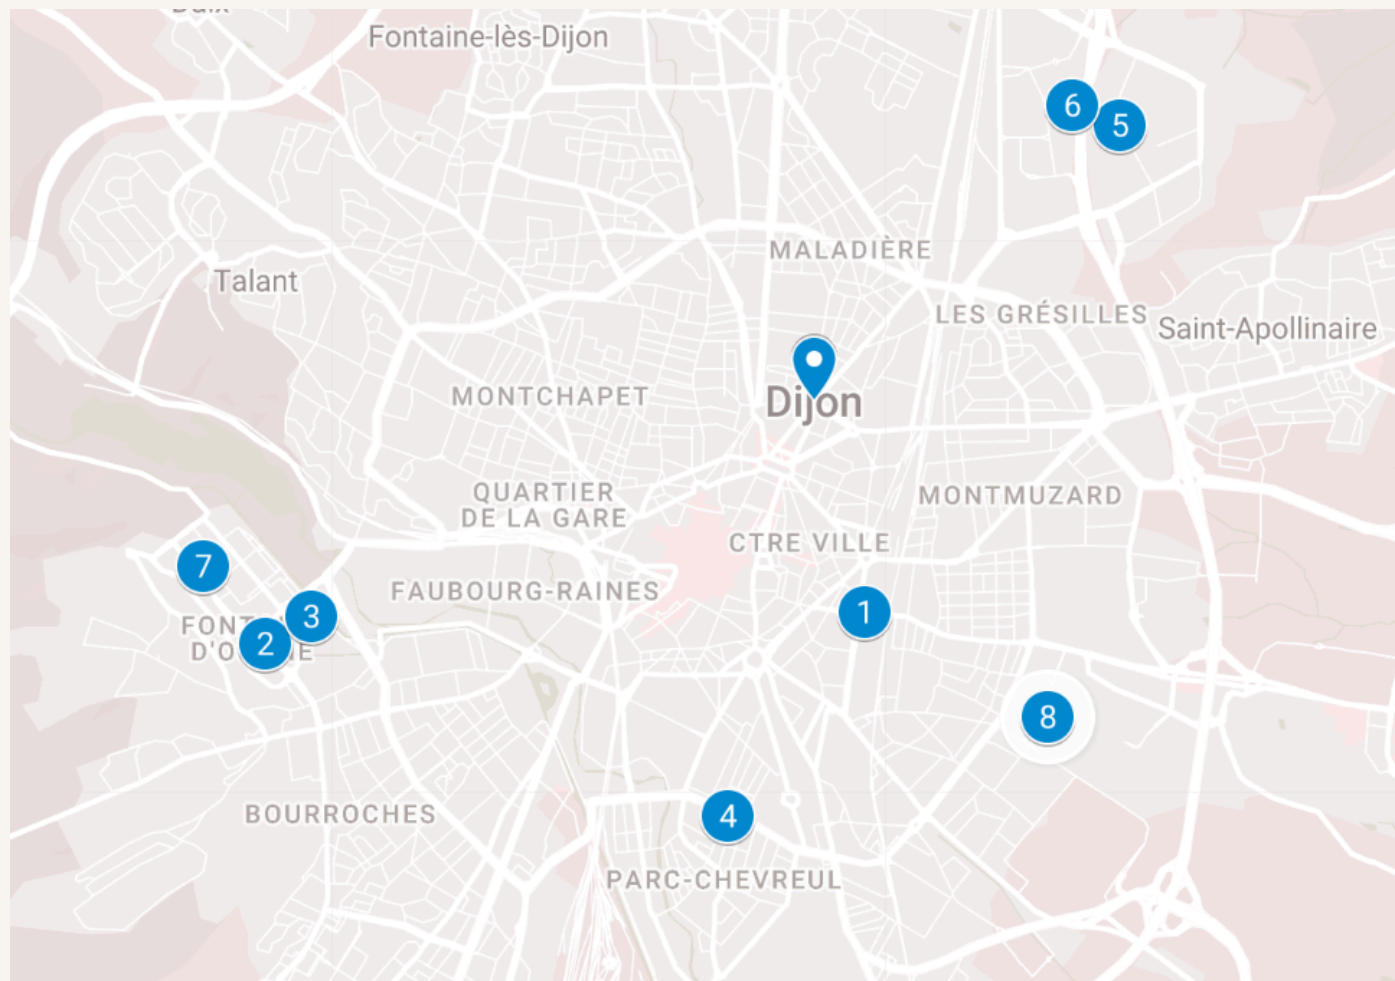 Fontaine-lès-Dijon
6
5
MALADIÈRE
Talant
LES GRÉSILLES
Saint-Apollinaire
Dijon
MONTCHAPET
QUARTIER
DE LA GARE
MONTMUZARD
CTRE VILLE
7
FAUBOURG-RAINES
3
1
2
8
BOURROCHES
4
PARC-CHEVREUL